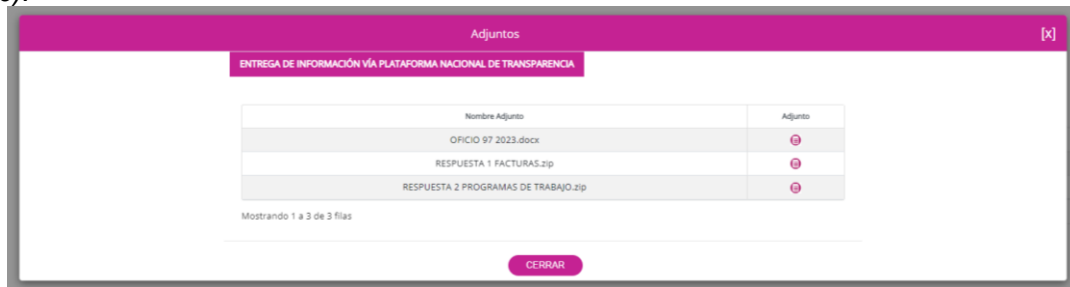 Adjuntos [x]
ENTREGA DE INFORMACIÓN VÍA PLATAFORMA NACIONAL DE TRANSPARENCIA
Nombre Adjunto Adjunto
OFICIO 97 2023.docx
RESPUESTA 1 FACTURAS.zip
RESPUESTA 2 PROGRAMAS DE TRABAJO.zip
Mostrando 1 a 3 de 3 filas
CERRAR